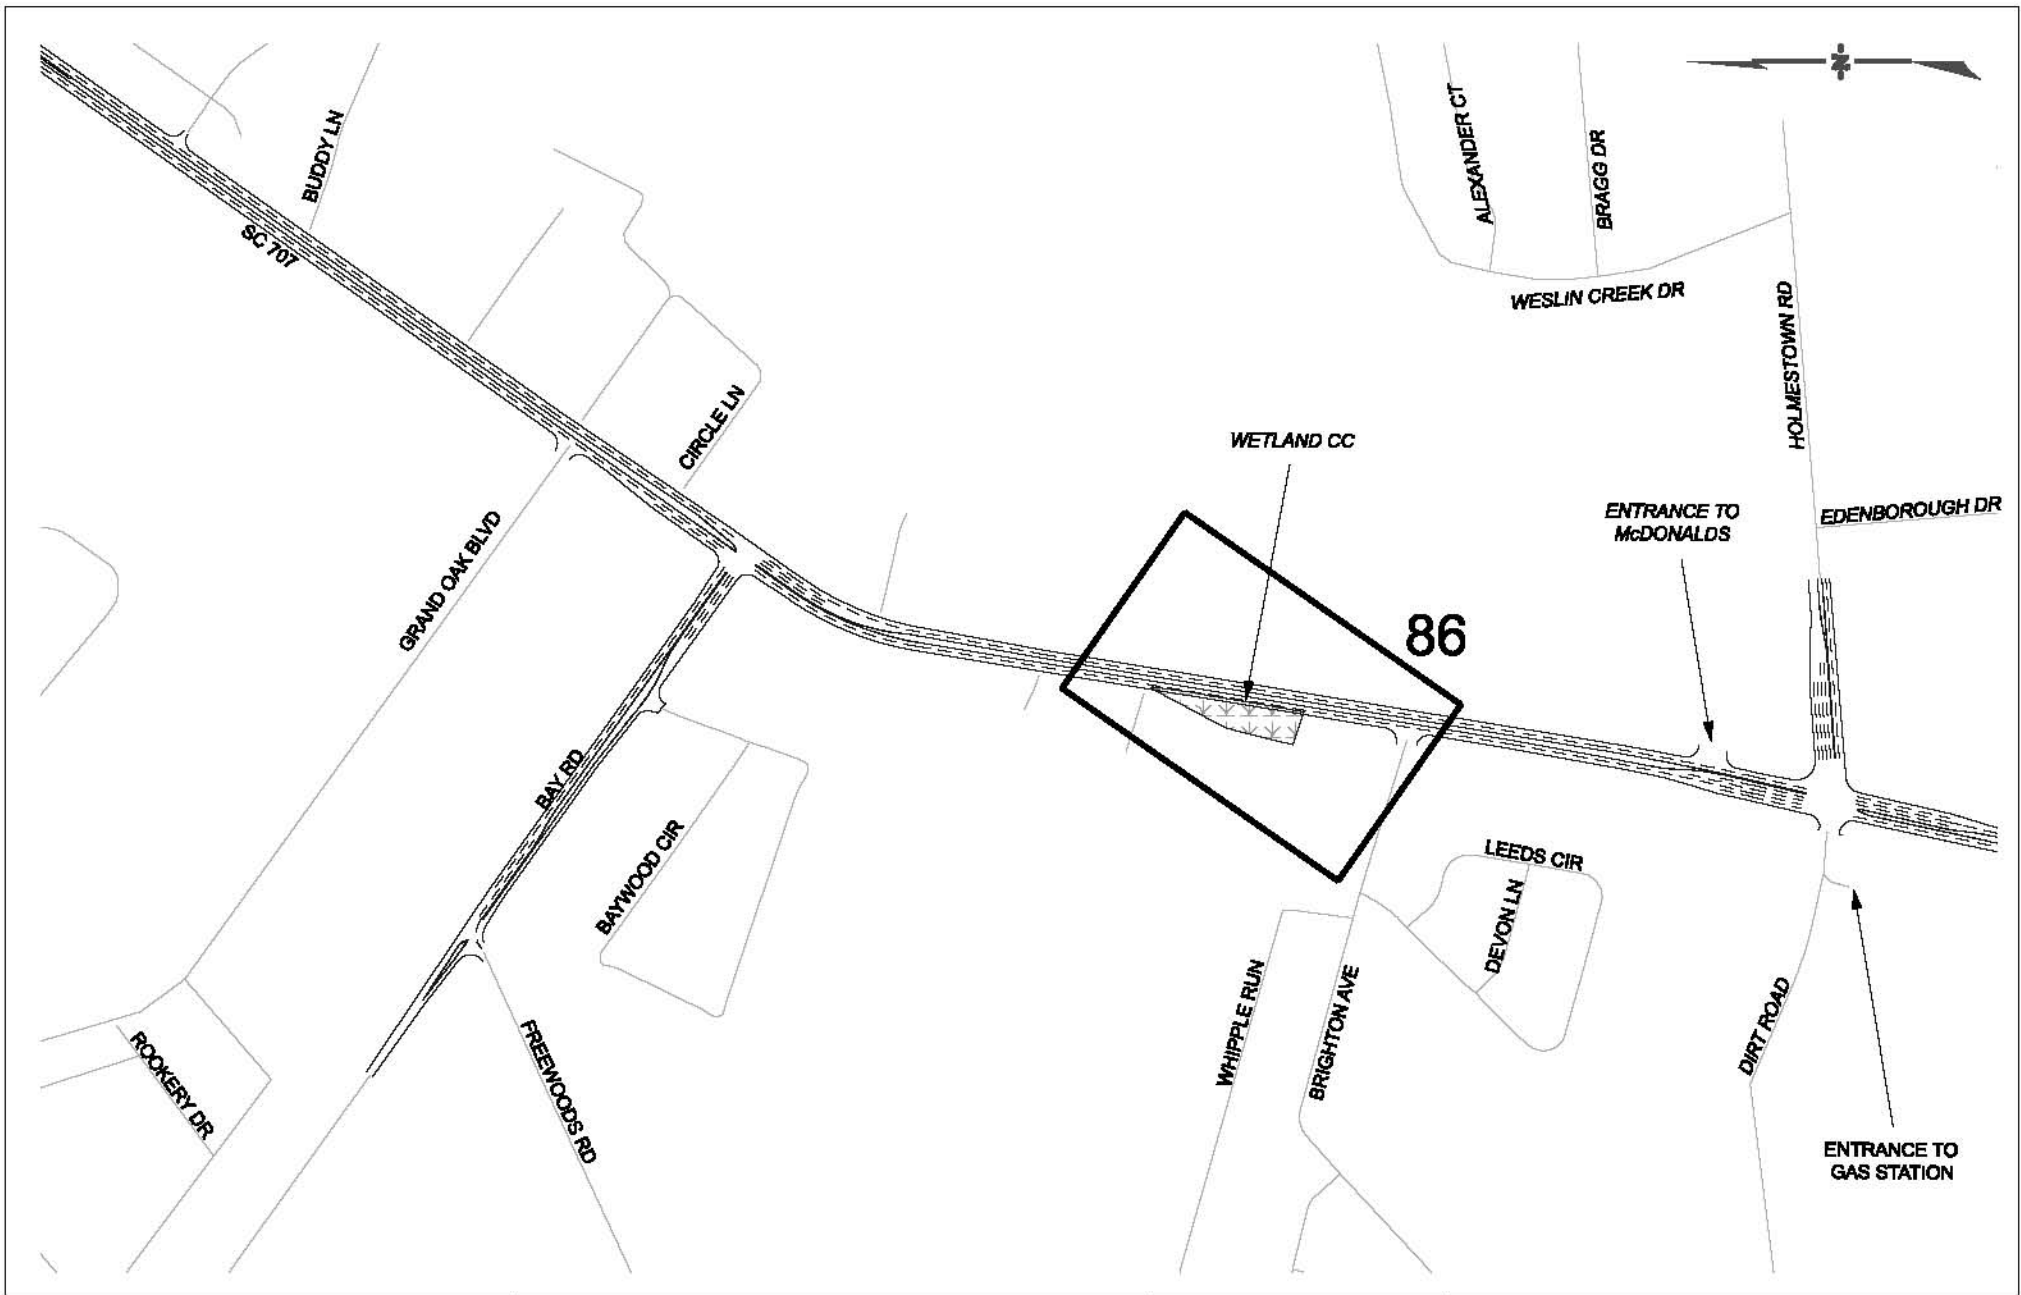 N
BUDDY LN
SC 707
ALEXANDER CT
BRAGG DR
WESLIN CREEK DR
HOLMESTOWN RD
CIRCLE LN
WETLAND CC
ENTRANCE TO
McDONALDS
EDENBOROUGH DR
GRAND OAK BLVD
86
BAY RD
BAYWOOD CIR
LEEDS CIR
DEVON LN
WHIPPLE RUN
BRIGHTON AVE
DIRT ROAD
ROOKERY DR
FREEWOODS RD
ENTRANCE TO
GAS STATION